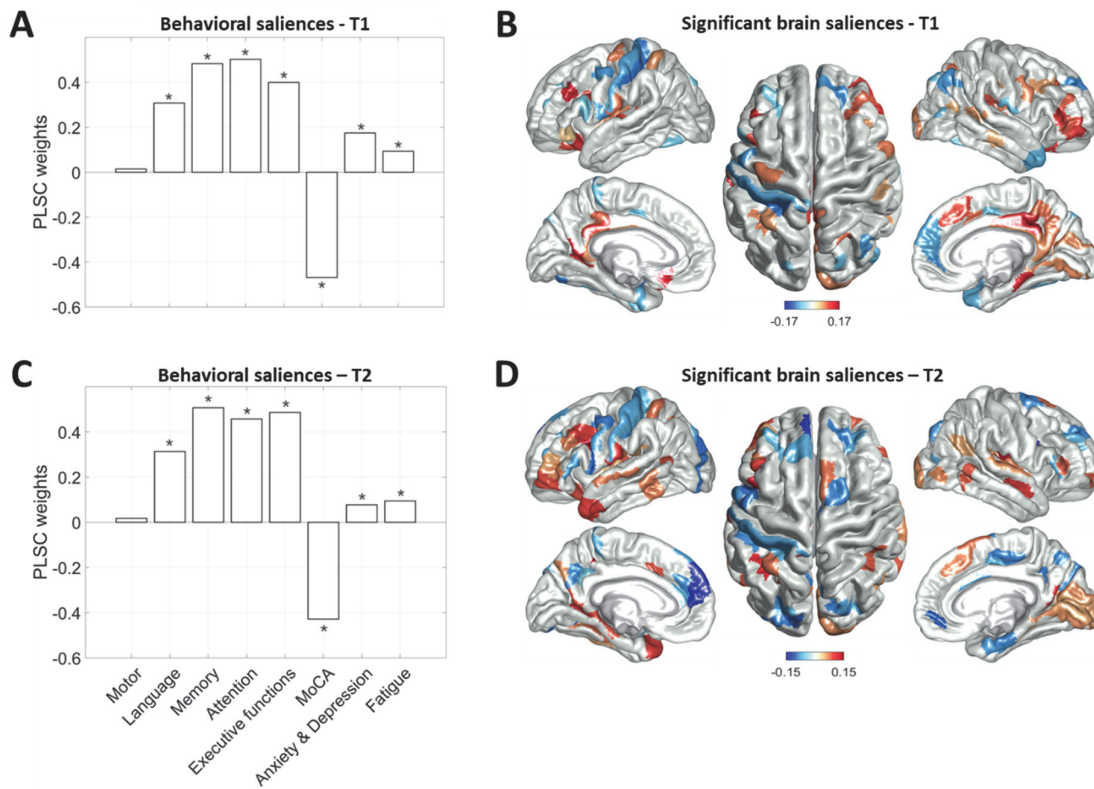 A
Behavioral saliences - T1
PLSC weights
0.4
0.2
0
-0.2
-0.4
-0.6
*
*
*
*
*
*
*
B
Significant brain saliences - T1
-0.17
0.17
C
Behavioral saliences – T2
PLSC weights
0.4
0.2
0
-0.2
-0.4
-0.6
*
*
*
*
*
*
*
Motor
Language
Memory
Attention
Executive functions
MoCA
Anxiety & Depression
Fatigue
D
Significant brain saliences – T2
-0.15
0.15